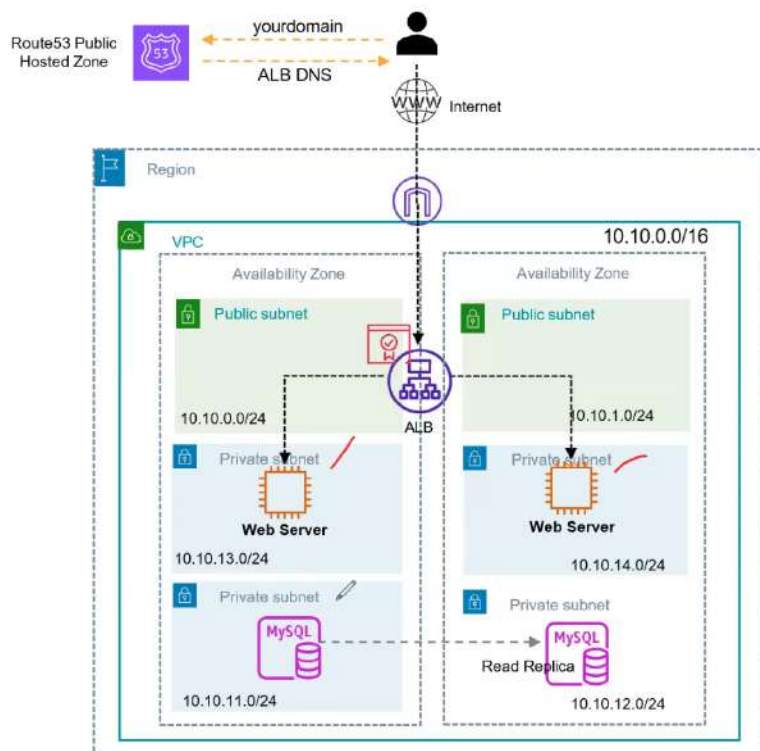 yourdomain
Route53 Public
Hosted Zone
53
ALB DNS
WWW
Internet
Region
VPC
10.10.0.0/16
Availability Zone
Availability Zone
Public subnet
Public subnet
10.10.0.0/24
10.10.1.0/24
ALB
Private subnet
Private subnet
Web Server
Web Server
10.10.13.0/24
10.10.14.0/24
Private subnet
Private subnet
MySQL
MySQL
Read Replica
10.10.11.0/24
10.10.12.0/24